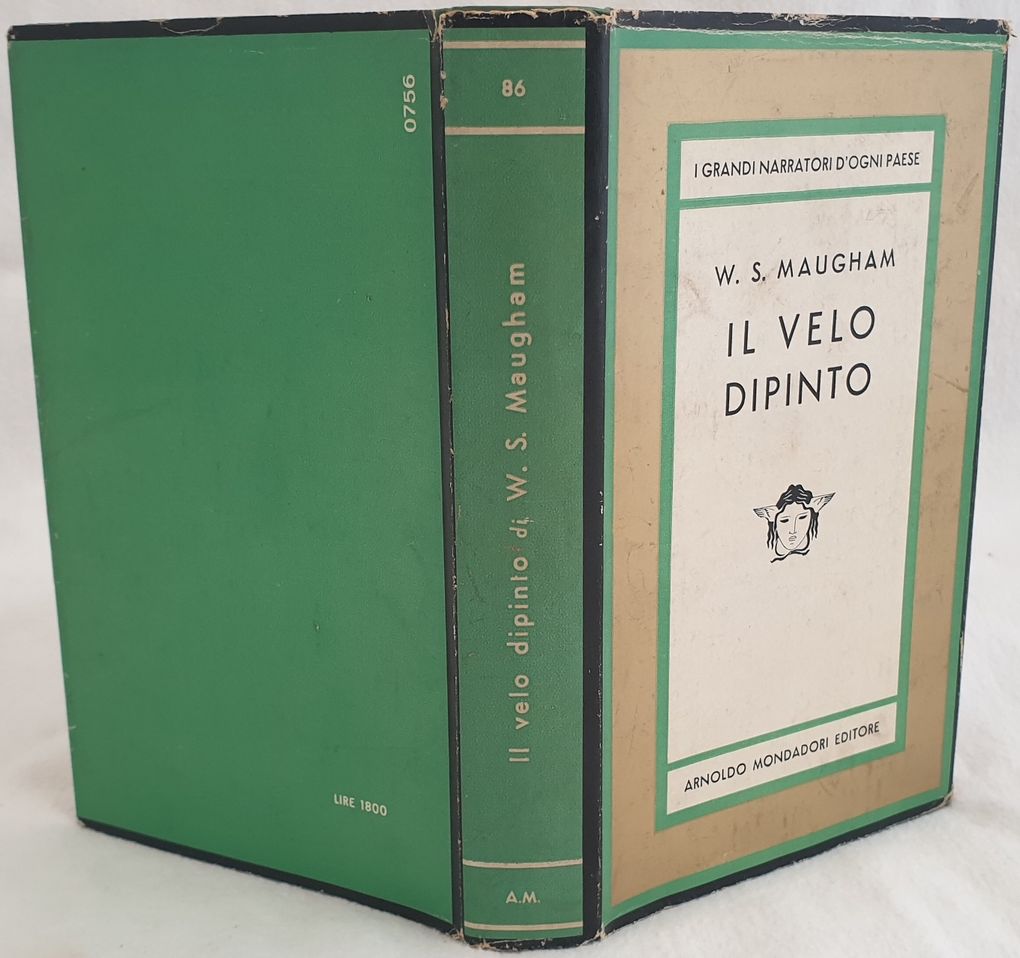 0756
LIRE 1800
86
Il velo dipinto di W. S. Maugham
A.M.
I GRANDI NARRATORI D'OGNI PAESE
W. S. MAUGHAM
IL VELO
DIPINTO
ARNOLDO MONDADORI EDITORE